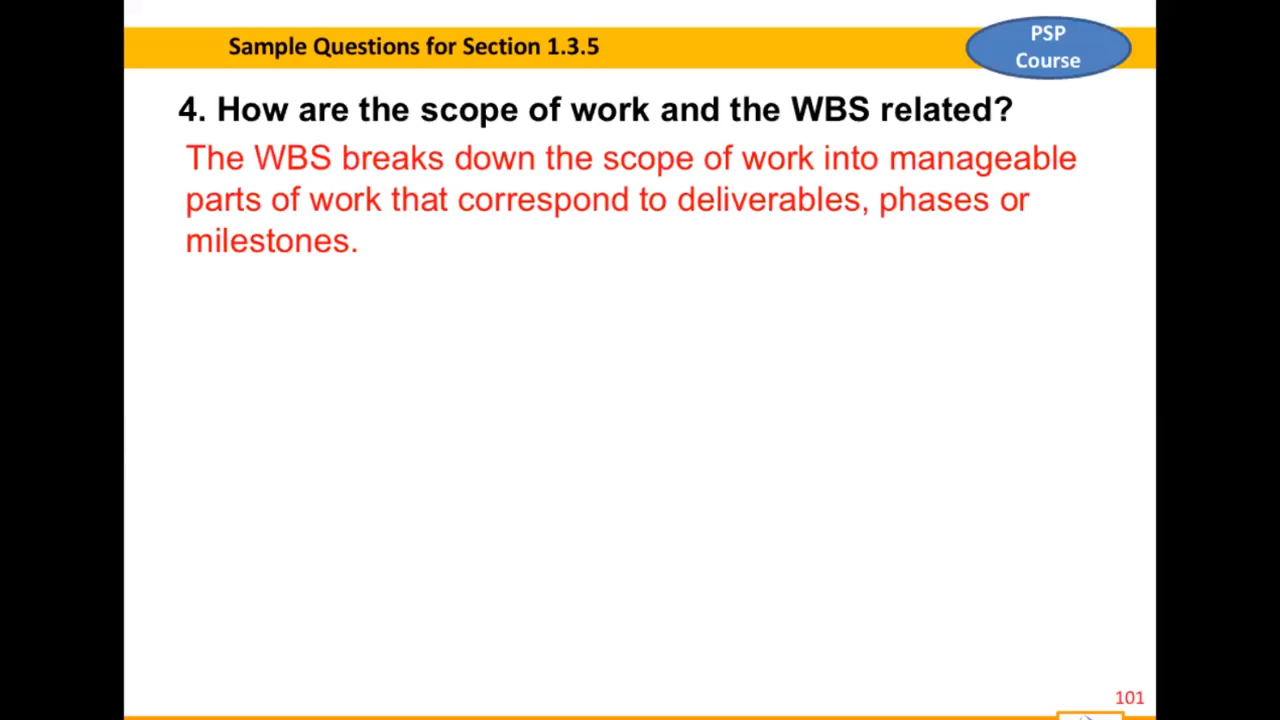 Sample Questions for Section 1.3.5
PSP
Course
4. How are the scope of work and the WBS related?
The WBS breaks down the scope of work into manageable
parts of work that correspond to deliverables, phases or
milestones.
101